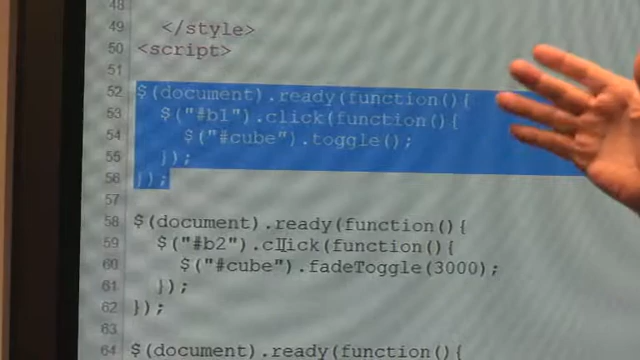 48
49 </style>
50 <script>
51
52 $(document).ready(function(){
53 $("#b1").click(function(){
54 $("#cube").toggle();
55 });
56 });
57
58 $(document).ready(function(){
59 $("#b2").click(function(){
60 $("#cube").fadeToggle(3000);
61 });
62 });
63
64 $(document).ready(function(){